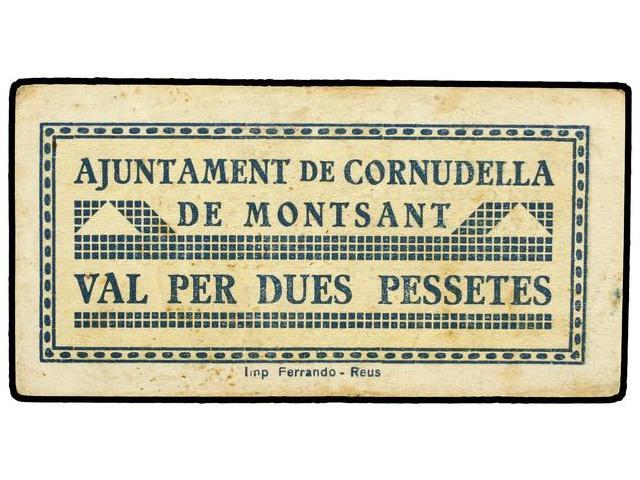 AJUNTAMENT DE CORNUDELLA
DE MONTSANT
VAL PER DUES PESSETES
Imp Ferrando - Reus